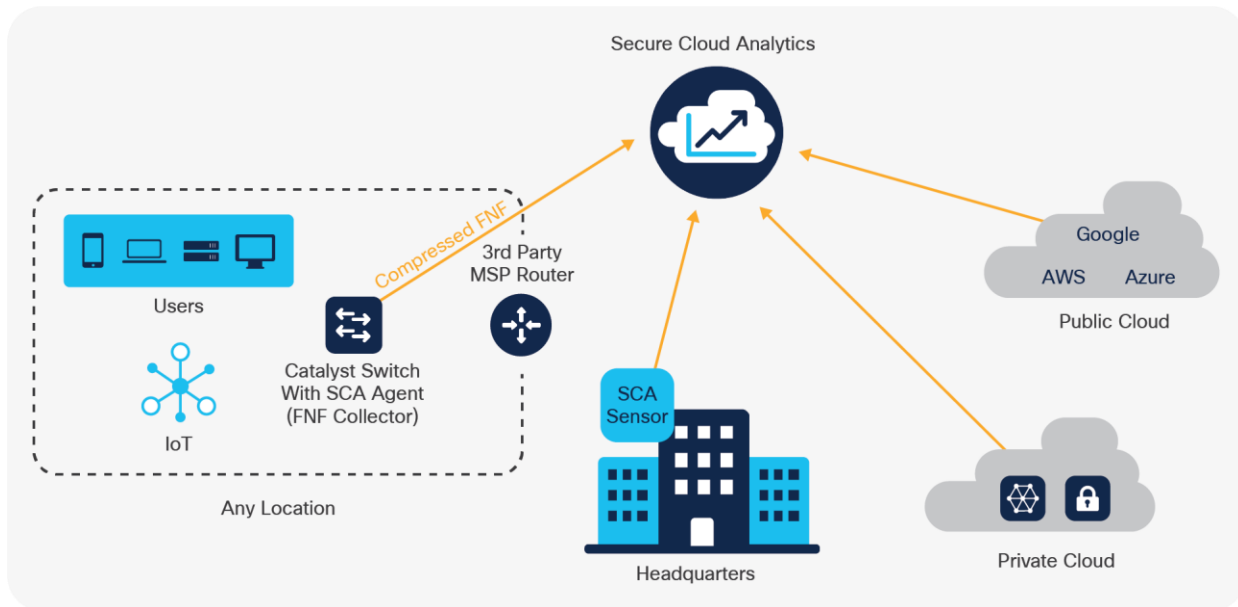 Secure Cloud Analytics
Compressed FNF
3rd Party
MSP Router
Users
Catalyst Switch
With SCA Agent
(FNF Collector)
IoT
Any Location
SCA
Sensor
Headquarters
Google
AWS Azure
Public Cloud
Private Cloud